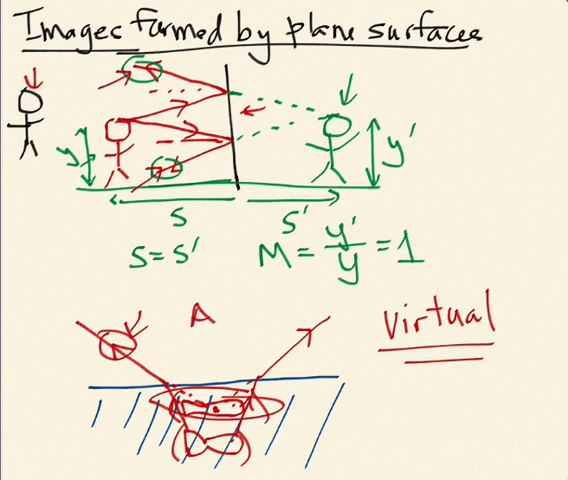 Images formed by plane surfaces
y
y'
s
s'
s = s'
M = y'/y = 1
A
Virtual